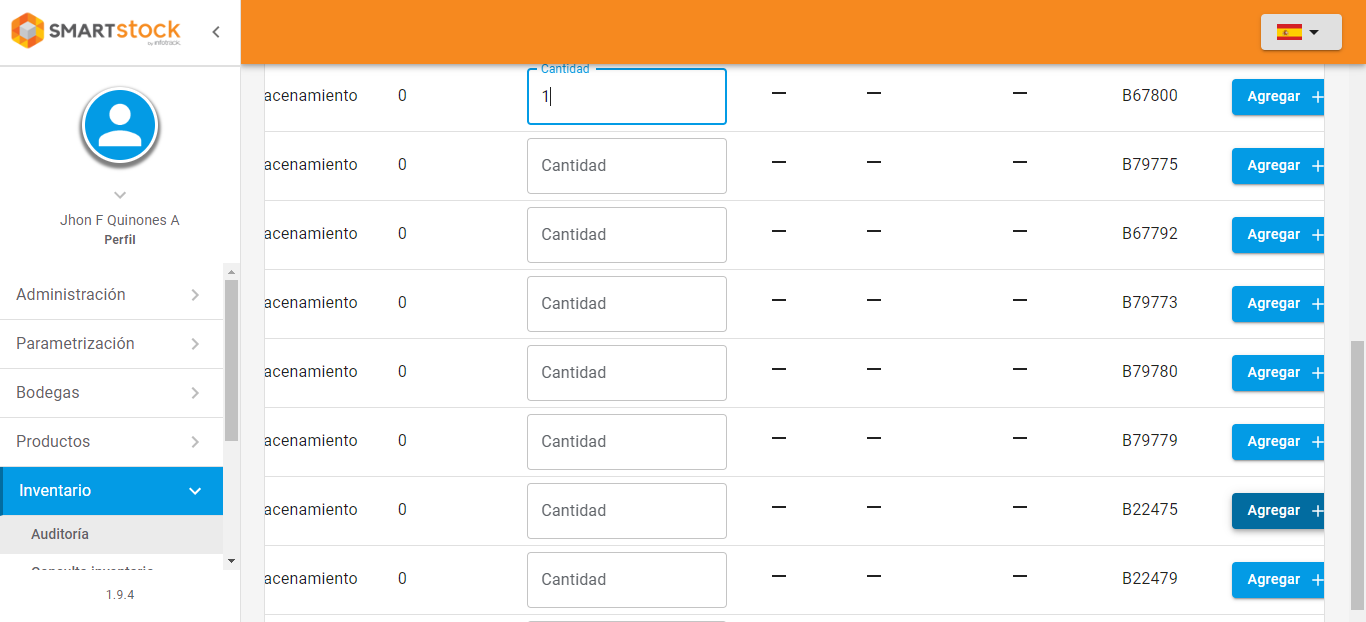 SMARTstock
by infotrack.
Jhon F Quinones A
Perfil
Administración
Parametrización
Bodegas
Productos
Inventario
Auditoría
Consulta inventario
1.9.4
Cantidad
acenamiento 0 1 — — — B67800 Agregar +
acenamiento 0 Cantidad — — — B79775 Agregar +
acenamiento 0 Cantidad — — — B67792 Agregar +
acenamiento 0 Cantidad — — — B79773 Agregar +
acenamiento 0 Cantidad — — — B79780 Agregar +
acenamiento 0 Cantidad — — — B79779 Agregar +
acenamiento 0 Cantidad — — — B22475 Agregar +
acenamiento 0 Cantidad — — — B22479 Agregar +